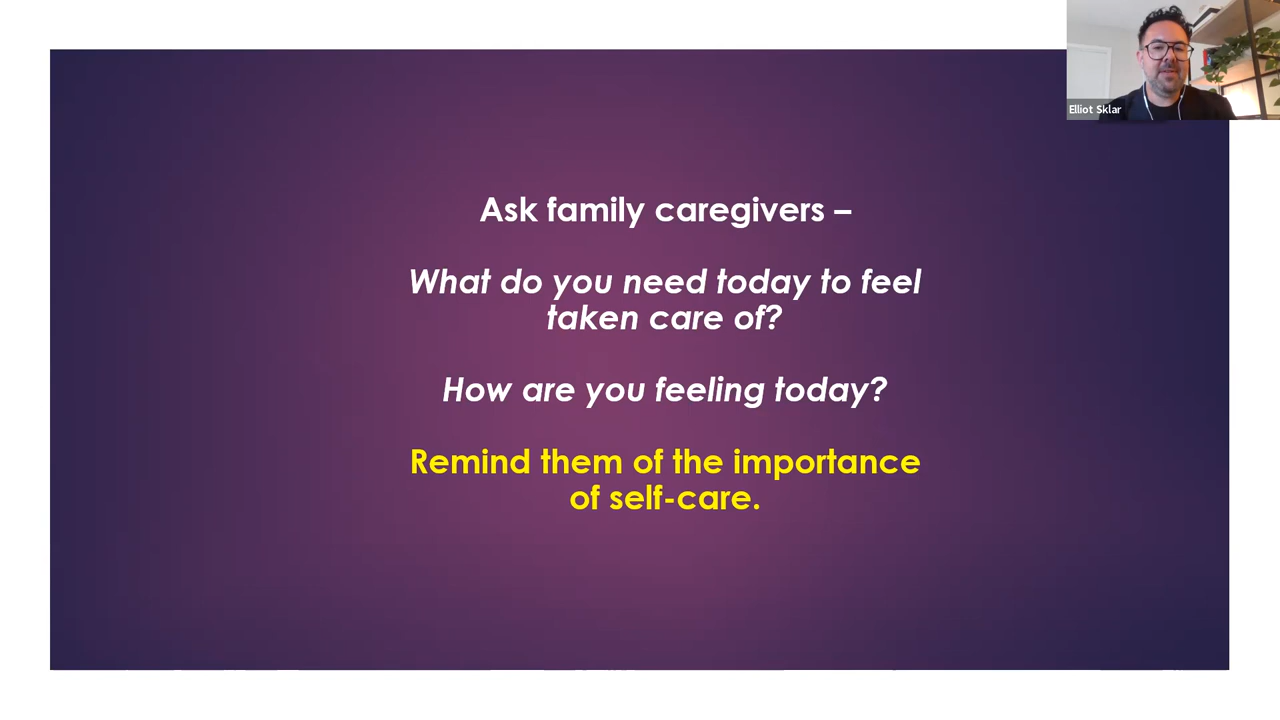 Elliot Sklar
Ask family caregivers –
What do you need today to feel
taken care of?
How are you feeling today?
Remind them of the importance
of self-care.